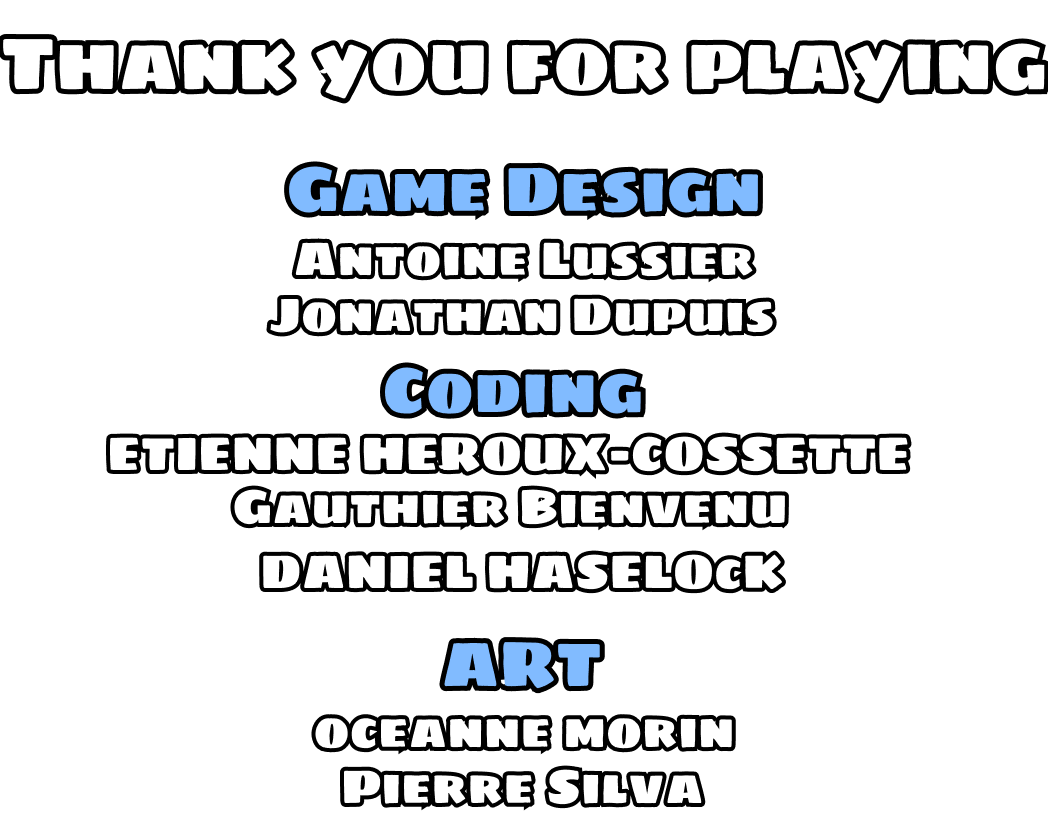 Thank you for playing
Game Design
Antoine Lussier
Jonathan Dupuis
Coding
Etienne Heroux-Cossette
Gauthier Bienvenu
Daniel Haselock
Art
Oceanne Morin
Pierre Silva